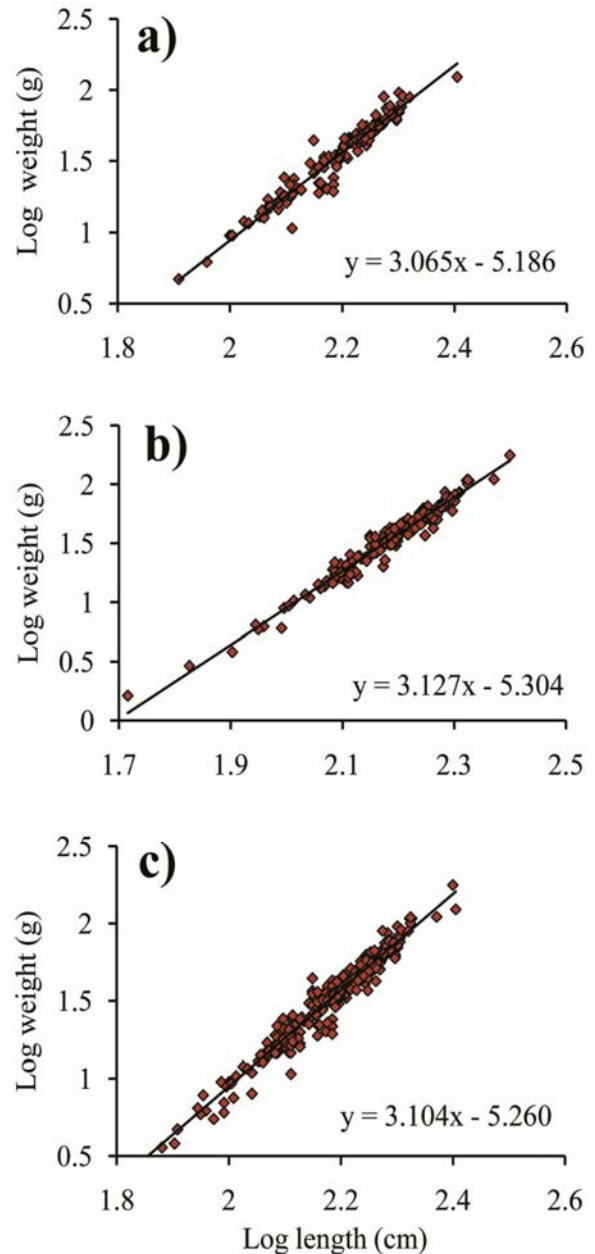 a)
2.5
2
1.5
1
0.5
Log weight (g)
y = 3.065x - 5.186
1.8 2 2.2 2.4 2.6
b)
2.5
2
1.5
1
0.5
0
Log weight (g)
y = 3.127x - 5.304
1.7 1.9 2.1 2.3 2.5
c)
2.5
2
1.5
1
0.5
Log weight (g)
y = 3.104x - 5.260
1.8 2 2.2 2.4 2.6
Log length (cm)